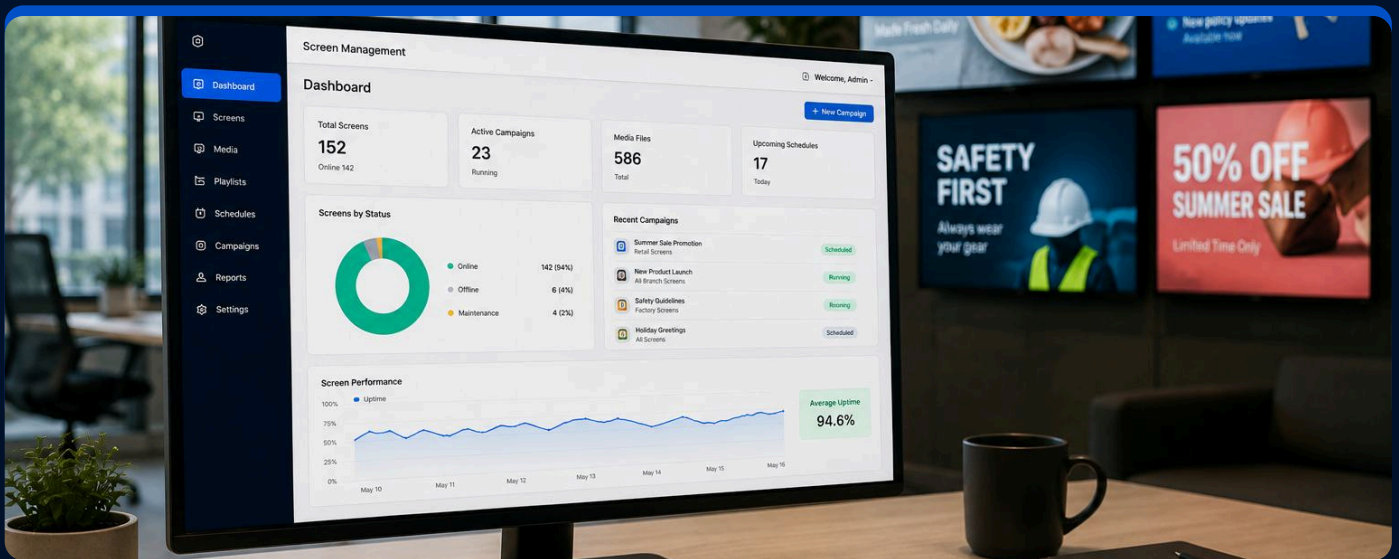 Screen Management
Welcome, Admin
Dashboard
Screens
Media
Playlists
Schedules
Campaigns
Reports
Settings
Dashboard
+ New Campaign
Total Screens
152
Online 142
Active Campaigns
23
Running
Media Files
586
Total
Upcoming Schedules
17
Today
Screens by Status
Online 142 (94%)
Offline 6 (4%)
Maintenance 4 (2%)
Recent Campaigns
Summer Sale Promotion
Retail Screens
Scheduled
New Product Launch
All Branch Screens
Running
Safety Guidelines
Factory Screens
Holiday Greetings
All Screens
Scheduled
Screen Performance
Uptime
100%
75%
50%
25%
0%
May 10
May 11
May 12
May 13
May 14
May 15
May 16
Average Uptime
94.6%
Made Fresh Daily
New policy updates
Available now
SAFETY
FIRST
Always wear
your gear
50% OFF
SUMMER SALE
Limited Time Only